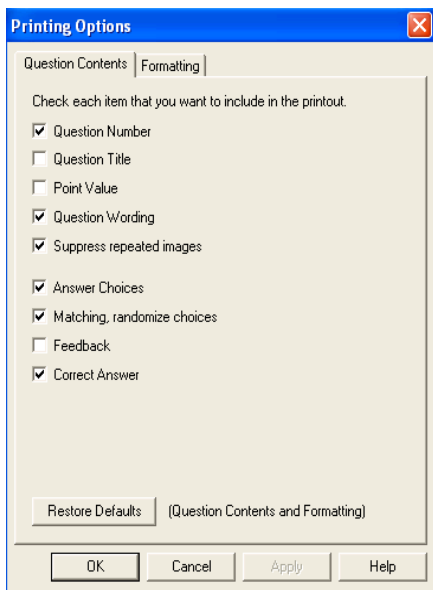 Printing Options
Question Contents Formatting
Check each item that you want to include in the printout.
Question Number
Question Title
Point Value
Question Wording
Suppress repeated images
Answer Choices
Matching, randomize choices
Feedback
Correct Answer
Restore Defaults (Question Contents and Formatting)
OK Cancel Apply Help